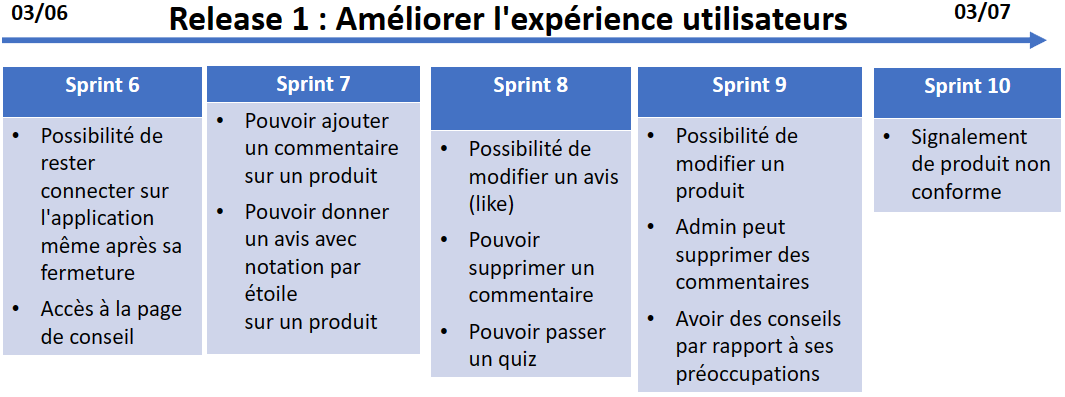 03/06
Release 1 : Améliorer l'expérience utilisateurs
03/07
Sprint 6
• Possibilité de
rester
connecter sur
l'application
même après sa
fermeture
• Accès à la page
de conseil
Sprint 7
• Pouvoir ajouter
un commentaire
sur un produit
• Pouvoir donner
un avis avec
notation par
étoile
sur un produit
Sprint 8
• Possibilité de
modifier un avis
(like)
• Pouvoir
supprimer un
commentaire
• Pouvoir passer
un quiz
Sprint 9
• Possibilité de
modifier un
produit
• Admin peut
supprimer des
commentaires
• Avoir des conseils
par rapport à ses
préoccupations
Sprint 10
• Signalement
de produit non
conforme